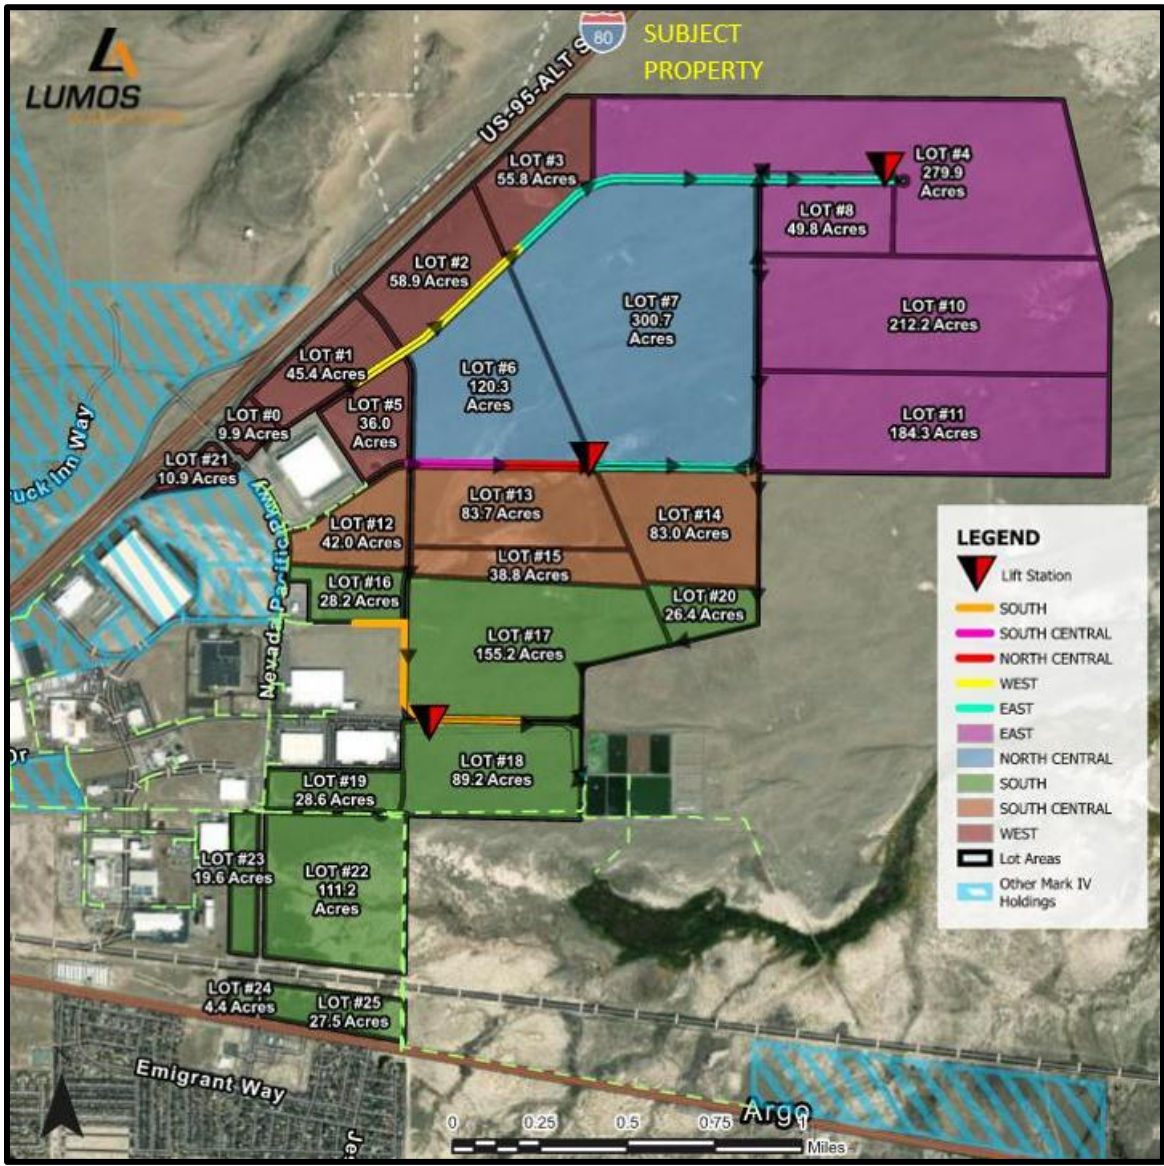 LUMOS
80
SUBJECT
PROPERTY
US-95-ALT S
LOT #3
55.8 Acres
LOT #4
279.9
Acres
LOT #8
49.8 Acres
LOT #2
58.9 Acres
LOT #7
300.7
Acres
LOT #10
212.2 Acres
LOT #1
45.4 Acres
LOT #6
120.3
Acres
LOT #5
36.0
Acres
LOT #0
9.9 Acres
LOT #11
184.3 Acres
LOT #21
10.9 Acres
uck Inn Way
Nevada Pacific Pkwy
LOT #13
83.7 Acres
LOT #12
42.0 Acres
LOT #14
83.0 Acres
LOT #15
38.8 Acres
LOT #16
28.2 Acres
LOT #20
26.4 Acres
LOT #17
155.2 Acres
Dr
LOT #18
89.2 Acres
LOT #19
28.6 Acres
LOT #23
19.6 Acres
LOT #22
111.2
Acres
LOT #24
4.4 Acres
LOT #25
27.5 Acres
Emigrant Way
Je
Argo
LEGEND
Lift Station
SOUTH
SOUTH CENTRAL
NORTH CENTRAL
WEST
EAST
EAST
NORTH CENTRAL
SOUTH
SOUTH CENTRAL
WEST
Lot Areas
Other Mark IV
Holdings
0 0.25 0.5 0.75 1
Miles